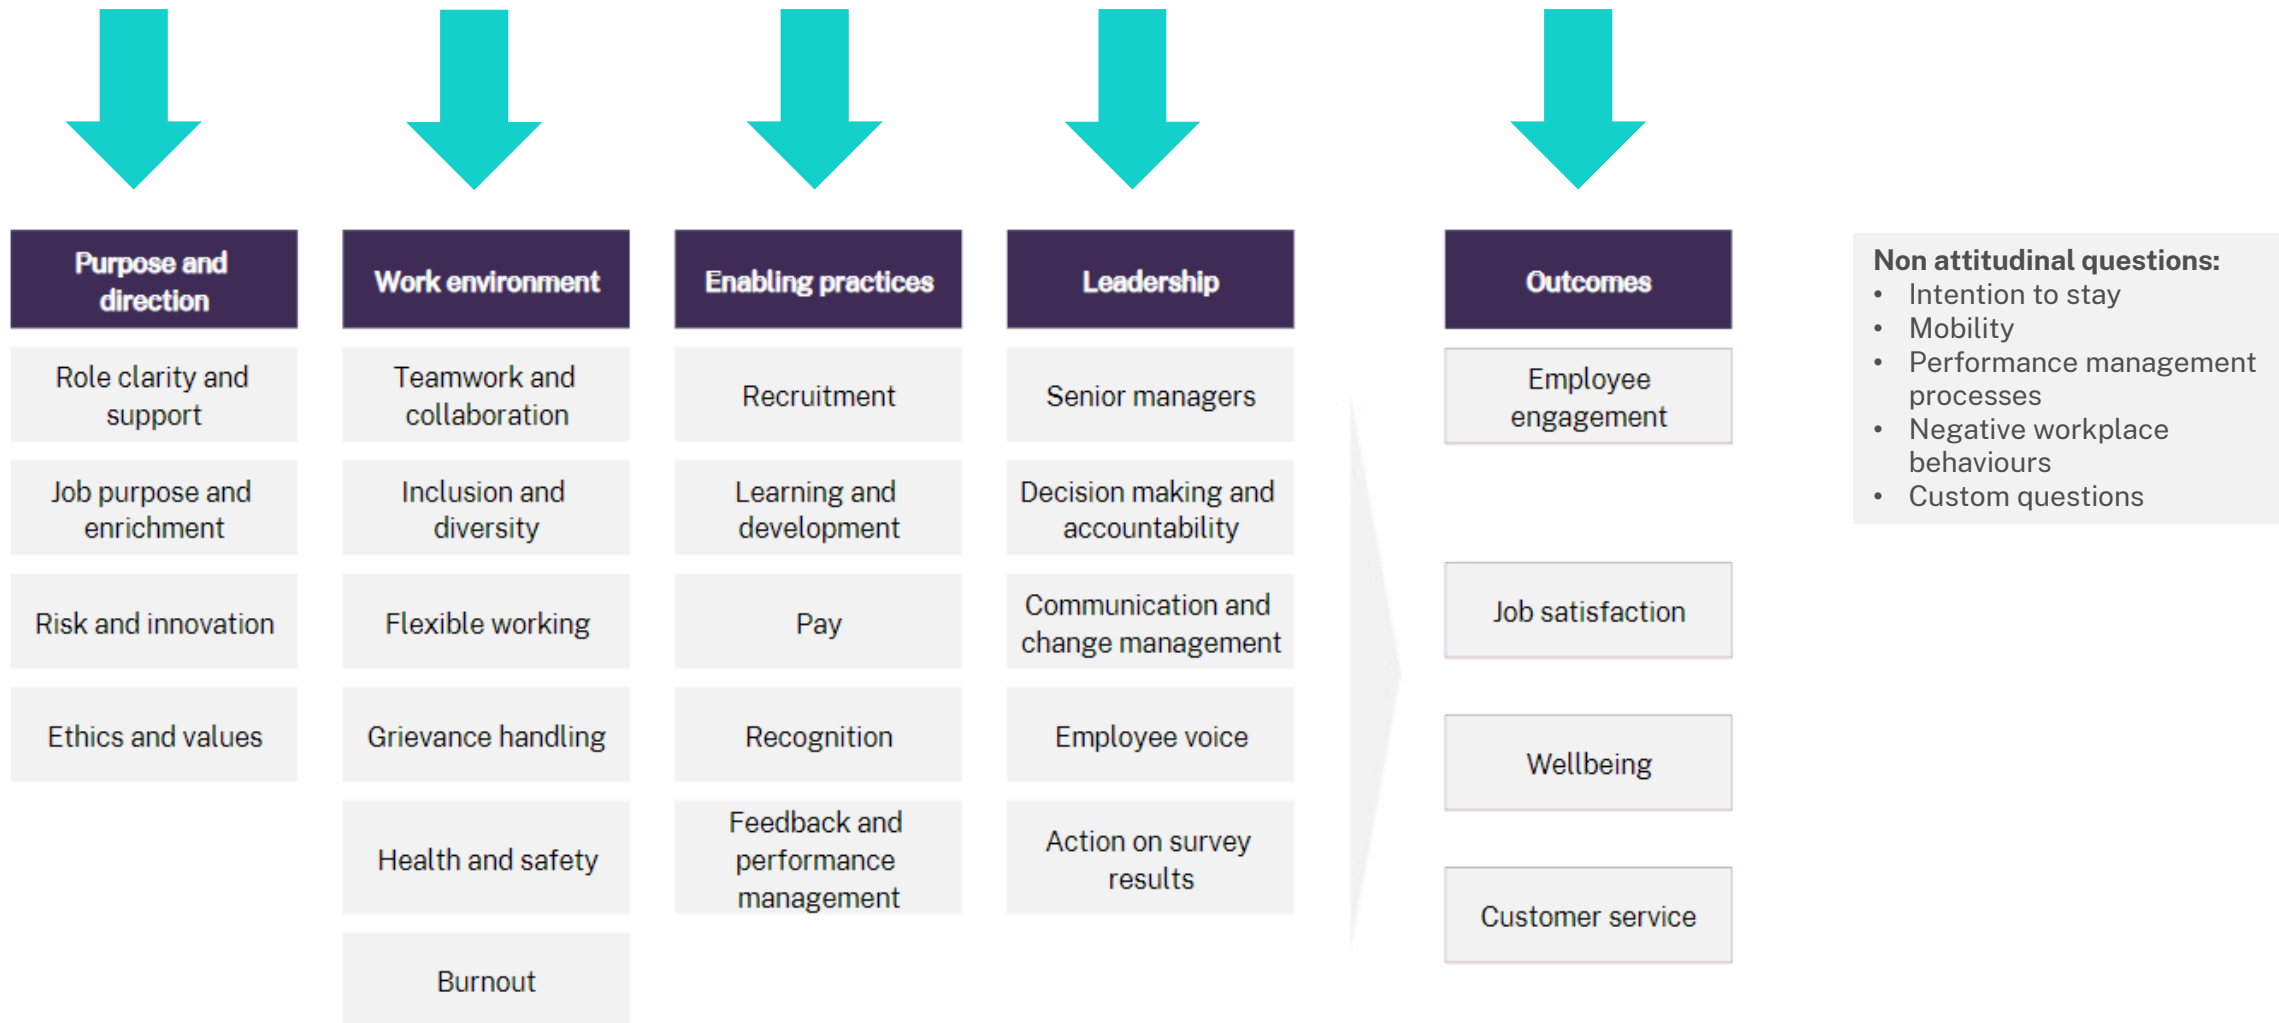 Purpose and
direction
Role clarity and
support
Job purpose and
enrichment
Risk and innovation
Ethics and values
Work environment
Teamwork and
collaboration
Inclusion and
diversity
Flexible working
Grievance handling
Health and safety
Burnout
Enabling practices
Recruitment
Learning and
development
Pay
Recognition
Feedback and
performance
management
Leadership
Senior managers
Decision making and
accountability
Communication and
change management
Employee voice
Action on survey
results
Outcomes
Employee
engagement
Job satisfaction
Wellbeing
Customer service
Non attitudinal questions:
• Intention to stay
• Mobility
• Performance management
processes
• Negative workplace
behaviours
• Custom questions